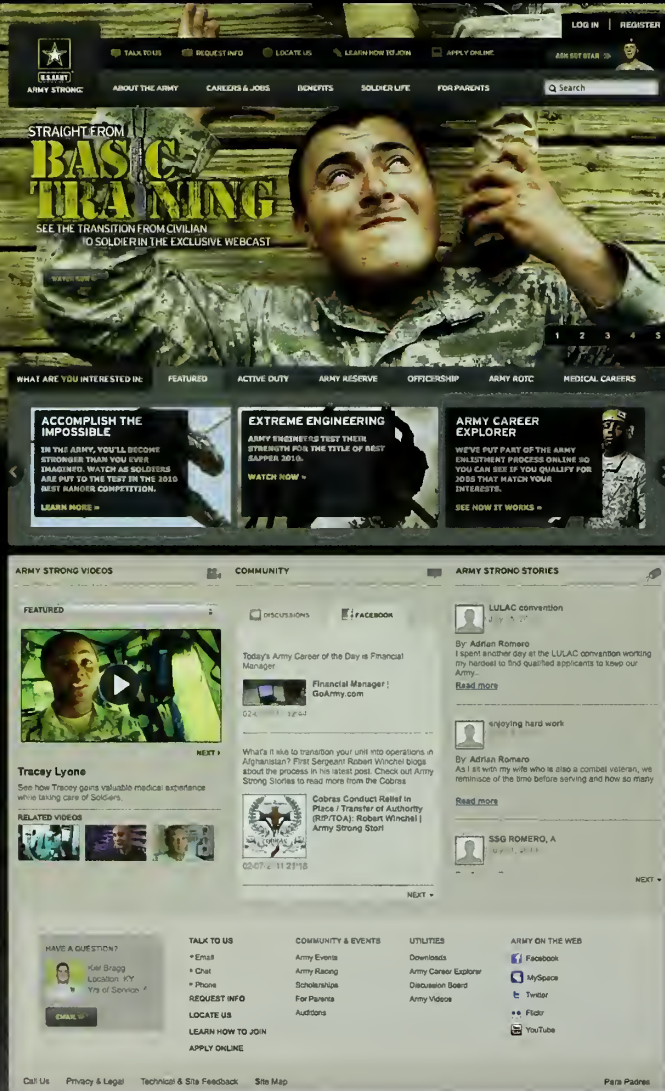 LOG IN | REGISTER
TALK TO US REQUEST INFO LOCATE US LEARN HOW TO JOIN APPLY ONLINE ASK SGT STAR
U.S.ARMY
ARMY STRONG
ABOUT THE ARMY CAREERS & JOBS BENEFITS SOLDIER LIFE FOR PARENTS Search
STRAIGHT FROM
BASIC
TRAINING
SEE THE TRANSITION FROM CIVILIAN
TO SOLDIER IN THE EXCLUSIVE WEBCAST
WATCH NOW
1 2 3 4 5
WHAT ARE YOU INTERESTED IN: FEATURED ACTIVE DUTY ARMY RESERVE OFFICERSHIP ARMY ROTC MEDICAL CAREERS
ACCOMPLISH THE
IMPOSSIBLE
IN THE ARMY, YOU'LL BECOME
STRONGER THAN YOU EVER
IMAGINED. WATCH AS SOLDIERS
ARE PUT TO THE TEST IN THE 2010
BEST RANGER COMPETITION.
LEARN MORE »
EXTREME ENGINEERING
ARMY ENGINEERS TEST THEIR
STRENGTH FOR THE TITLE OF BEST
SAPPER 2010.
WATCH NOW »
ARMY CAREER
EXPLORER
WE'VE PUT PART OF THE ARMY
ENLISTMENT PROCESS ONLINE SO
YOU CAN SEE IF YOU QUALIFY FOR
JOBS THAT MATCH YOUR
INTERESTS.
SEE HOW IT WORKS »
ARMY STRONG VIDEOS
FEATURED
NEXT
Tracey Lyons
See how Tracey gains valuable medical experience
while taking care of Soldiers.
RELATED VIDEOS
COMMUNITY
DISCUSSIONS FACEBOOK
Today's Army Career of the Day is Financial
Manager
Financial Manager |
GoArmy.com
What's it like to transition your unit into operations in
Afghanistan? First Sergeant Robert Winchel blogs
about the process in his latest post. Check out Army
Strong Stories to read more from the Cobras
Cobras Conduct Relief In
Place / Transfer of Authority
(RIP/TOA): Robert Winchel |
Army Strong Stori
COBRAS
NEXT
ARMY STRONG STORIES
LULAC convention
By: Adrian Romero
I spent another day at the LULAC convention working
my hardest to find qualified applicants to keep our
Army..
Read more
enjoying hard work
By: Adrian Romero
As I sit with my wife who is also a combat veteran, we
reminisce of the time before serving and how so many
Read more
SSG ROMERO, A
NEXT
HAVE A QUESTION?
Kiel Bragg
Location: KY
Yrs of Service:
EMAIL
TALK TO US
Email
Chat
Phone
REQUEST INFO
LOCATE US
LEARN HOW TO JOIN
APPLY ONLINE
COMMUNITY & EVENTS
Army Events
Army Racing
Scholarships
For Parents
Auditions
UTILITIES
Downloads
Army Career Explorer
Discussion Board
Army Videos
ARMY ON THE WEB
Facebook
MySpace
Twitter
Flickr
YouTube
Call Us Privacy & Legal Technical & Site Feedback Site Map Para Padres